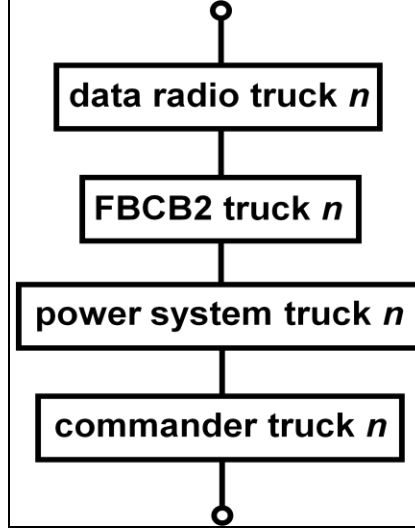 data radio truck n
FBCB2 truck n
power system truck n
commander truck n